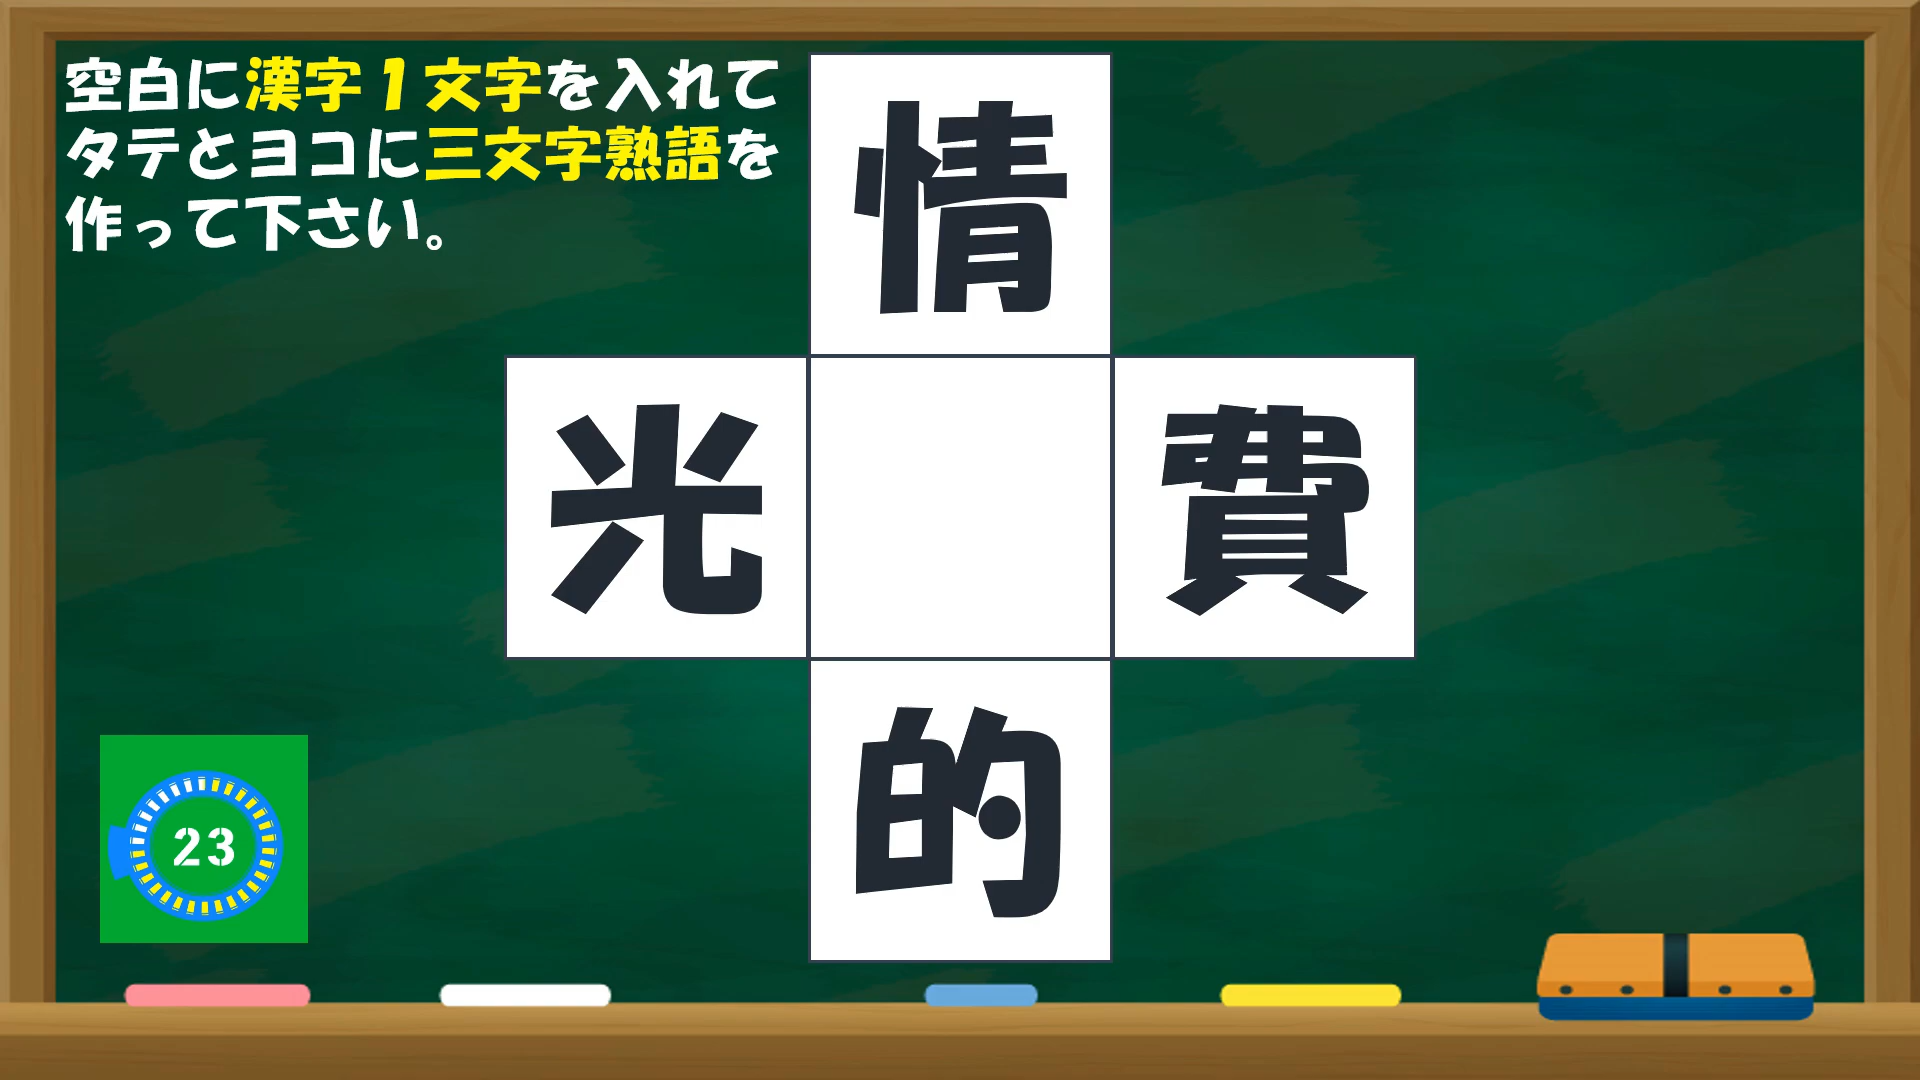 空白に漢字１文字を入れて
タテとヨコに三文字熟語を
作って下さい。
情
光
費
的
23